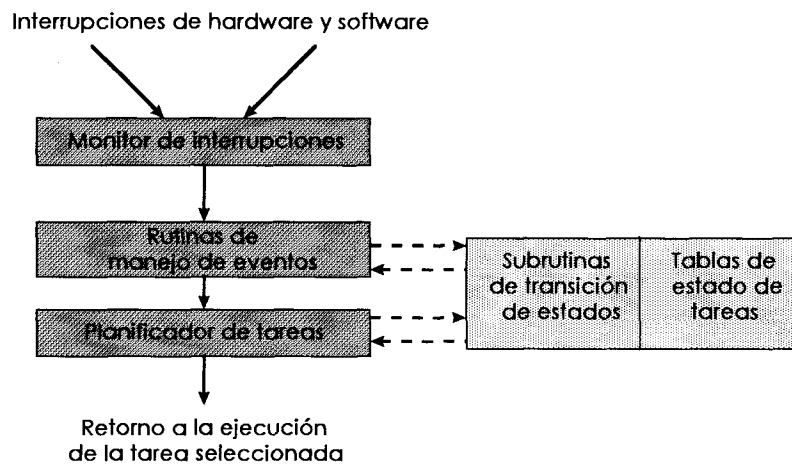 Interrupciones de hardware y software
Monitor de interrupciones
Rutinas de
manejo de eventos
Subrutinas
de transición
de estados
Tablas de
estado de
tareas
Planificador de tareas
Retorno a la ejecución
de la tarea seleccionada